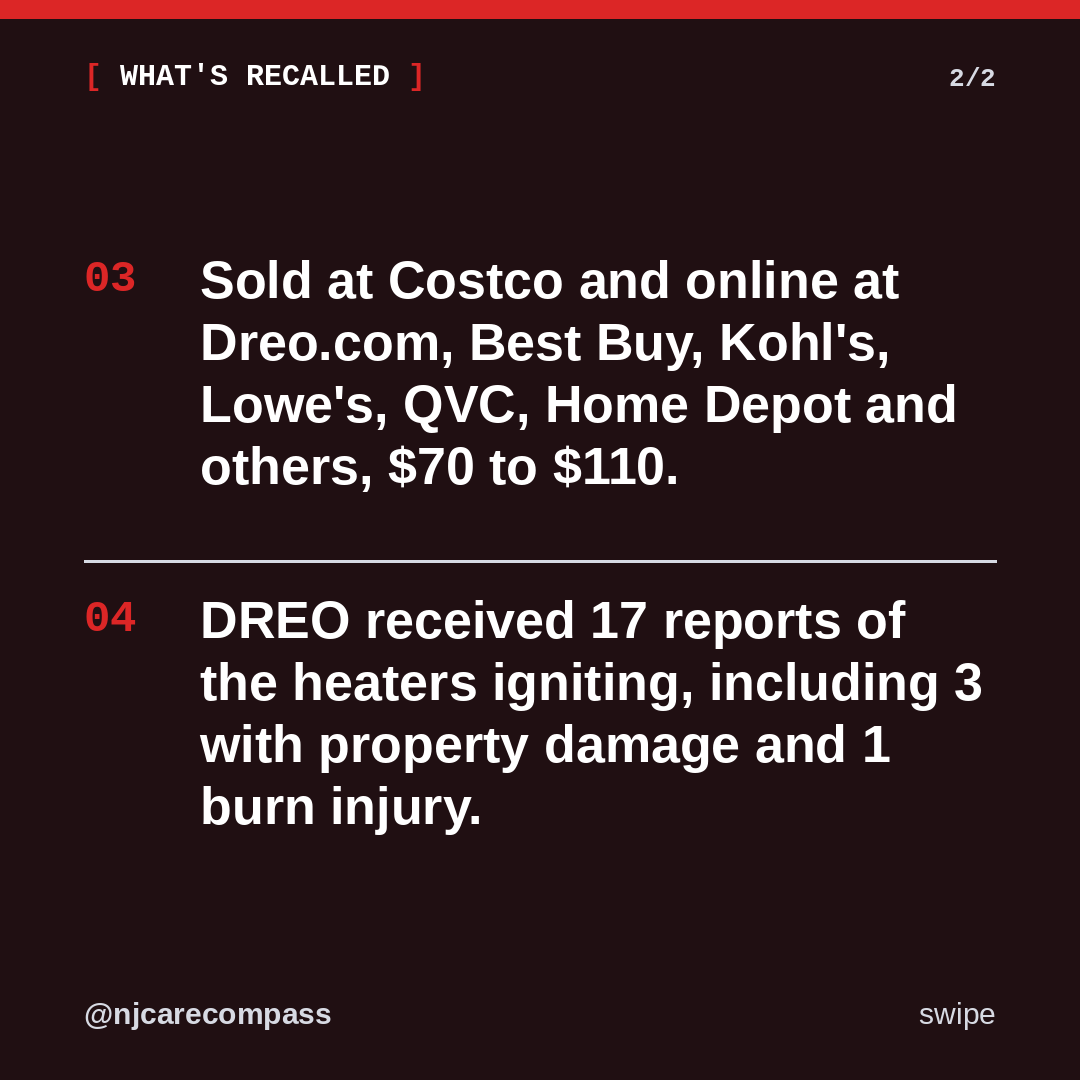 [ WHAT'S RECALLED ]
2/2
03
Sold at Costco and online at
Dreo.com, Best Buy, Kohl's,
Lowe's, QVC, Home Depot and
others, $70 to $110.
04
DREO received 17 reports of
the heaters igniting, including 3
with property damage and 1
burn injury.
@njcarecompass
swipe